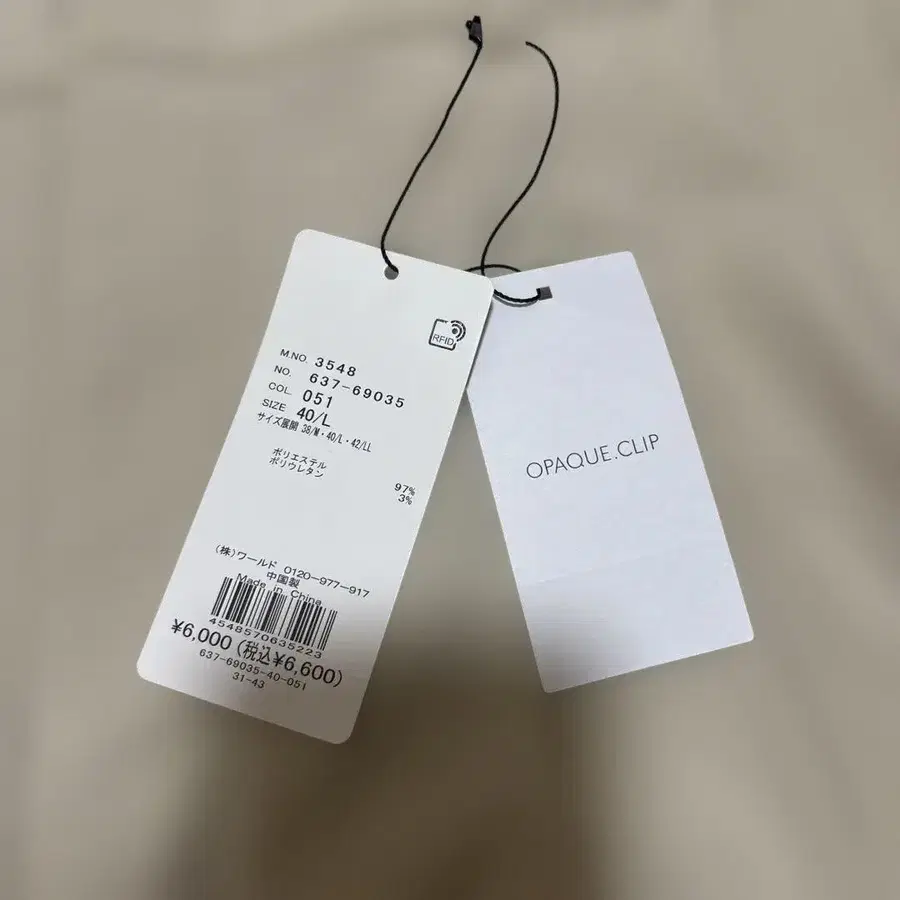 RFID
M.NO. 3548
NO. 637-69035
COL. 051
SIZE 40/L
サイズ展開 38/M・40/L・42/LL
ポリエステル 97%
ポリウレタン 3%
(株)ワールド 0120-977-917
中国製
Made in China
4548570635223
¥6,000(税込¥6,600)
637-69035-40-051
31-43
OPAQUE.CLIP